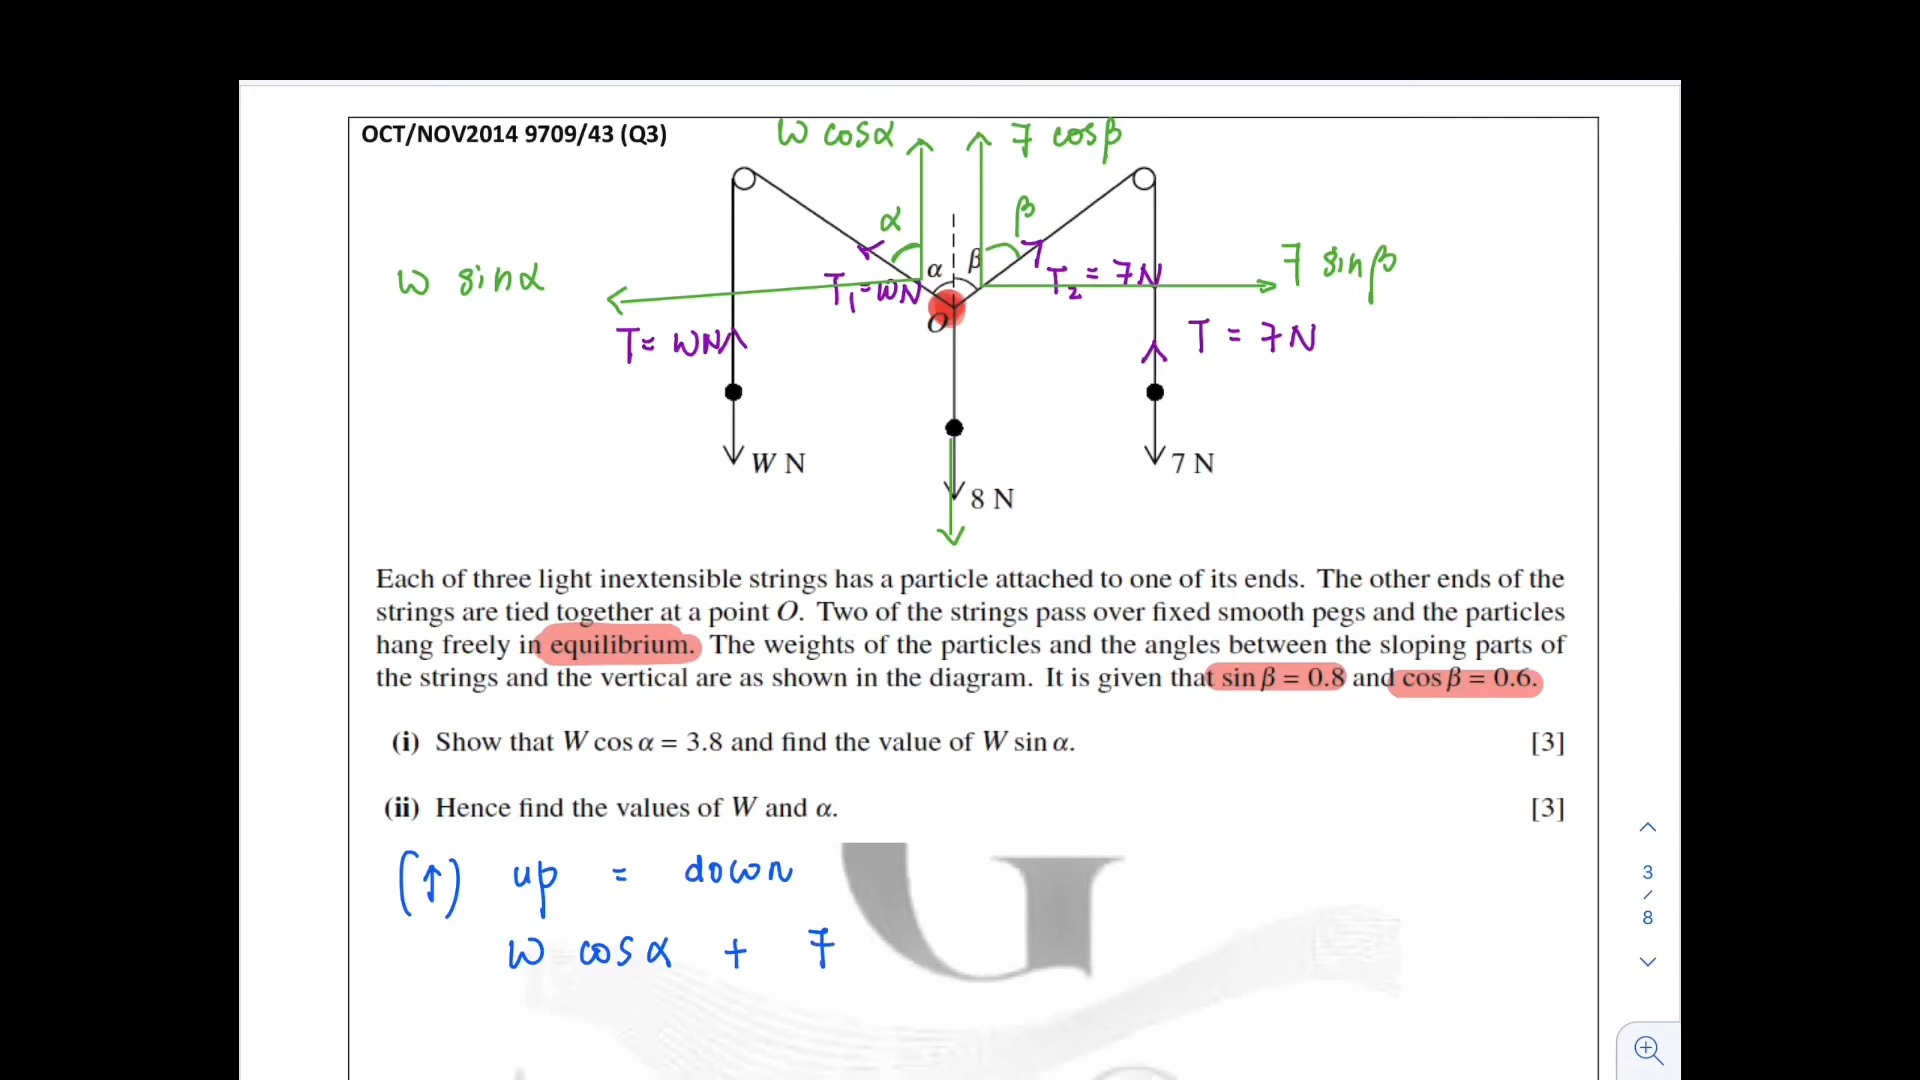 OCT/NOV2014 9709/43 (Q3)
W cosα
7 cosβ
α
β
W sinα
α
β
7 sinβ
T₁=WN
T₂ = 7N
O
T= WN
T = 7N
W N
7 N
8 N
Each of three light inextensible strings has a particle attached to one of its ends. The other ends of the
strings are tied together at a point O. Two of the strings pass over fixed smooth pegs and the particles
hang freely in equilibrium. The weights of the particles and the angles between the sloping parts of
the strings and the vertical are as shown in the diagram. It is given that sin β = 0.8 and cos β = 0.6.
(i) Show that W cos α = 3.8 and find the value of W sin α. [3]
(ii) Hence find the values of W and α. [3]
(↑) up = down
W cosα + 7
3
/
8
G